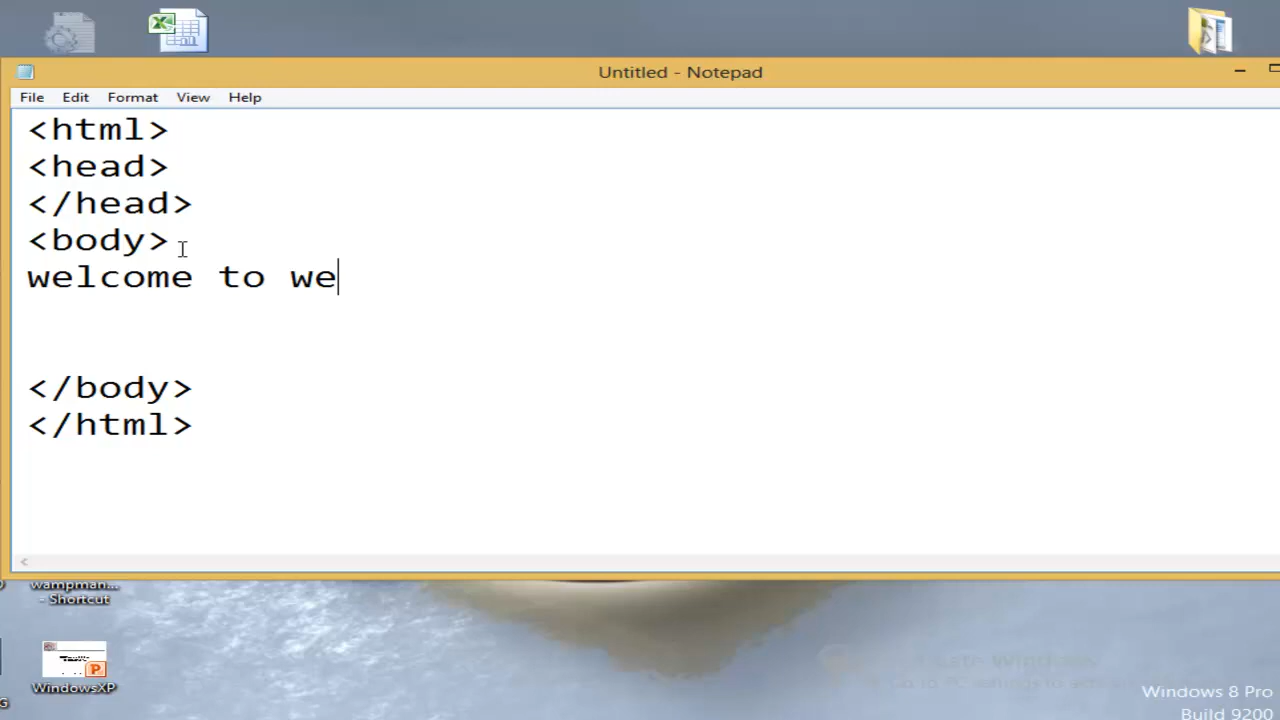 Untitled - Notepad
File Edit Format View Help
<html>
<head>
</head>
<body>
welcome to we
</body>
</html>
wampman...
- Shortcut
WindowsXP
Windows
Windows 8 Pro
Build 9200